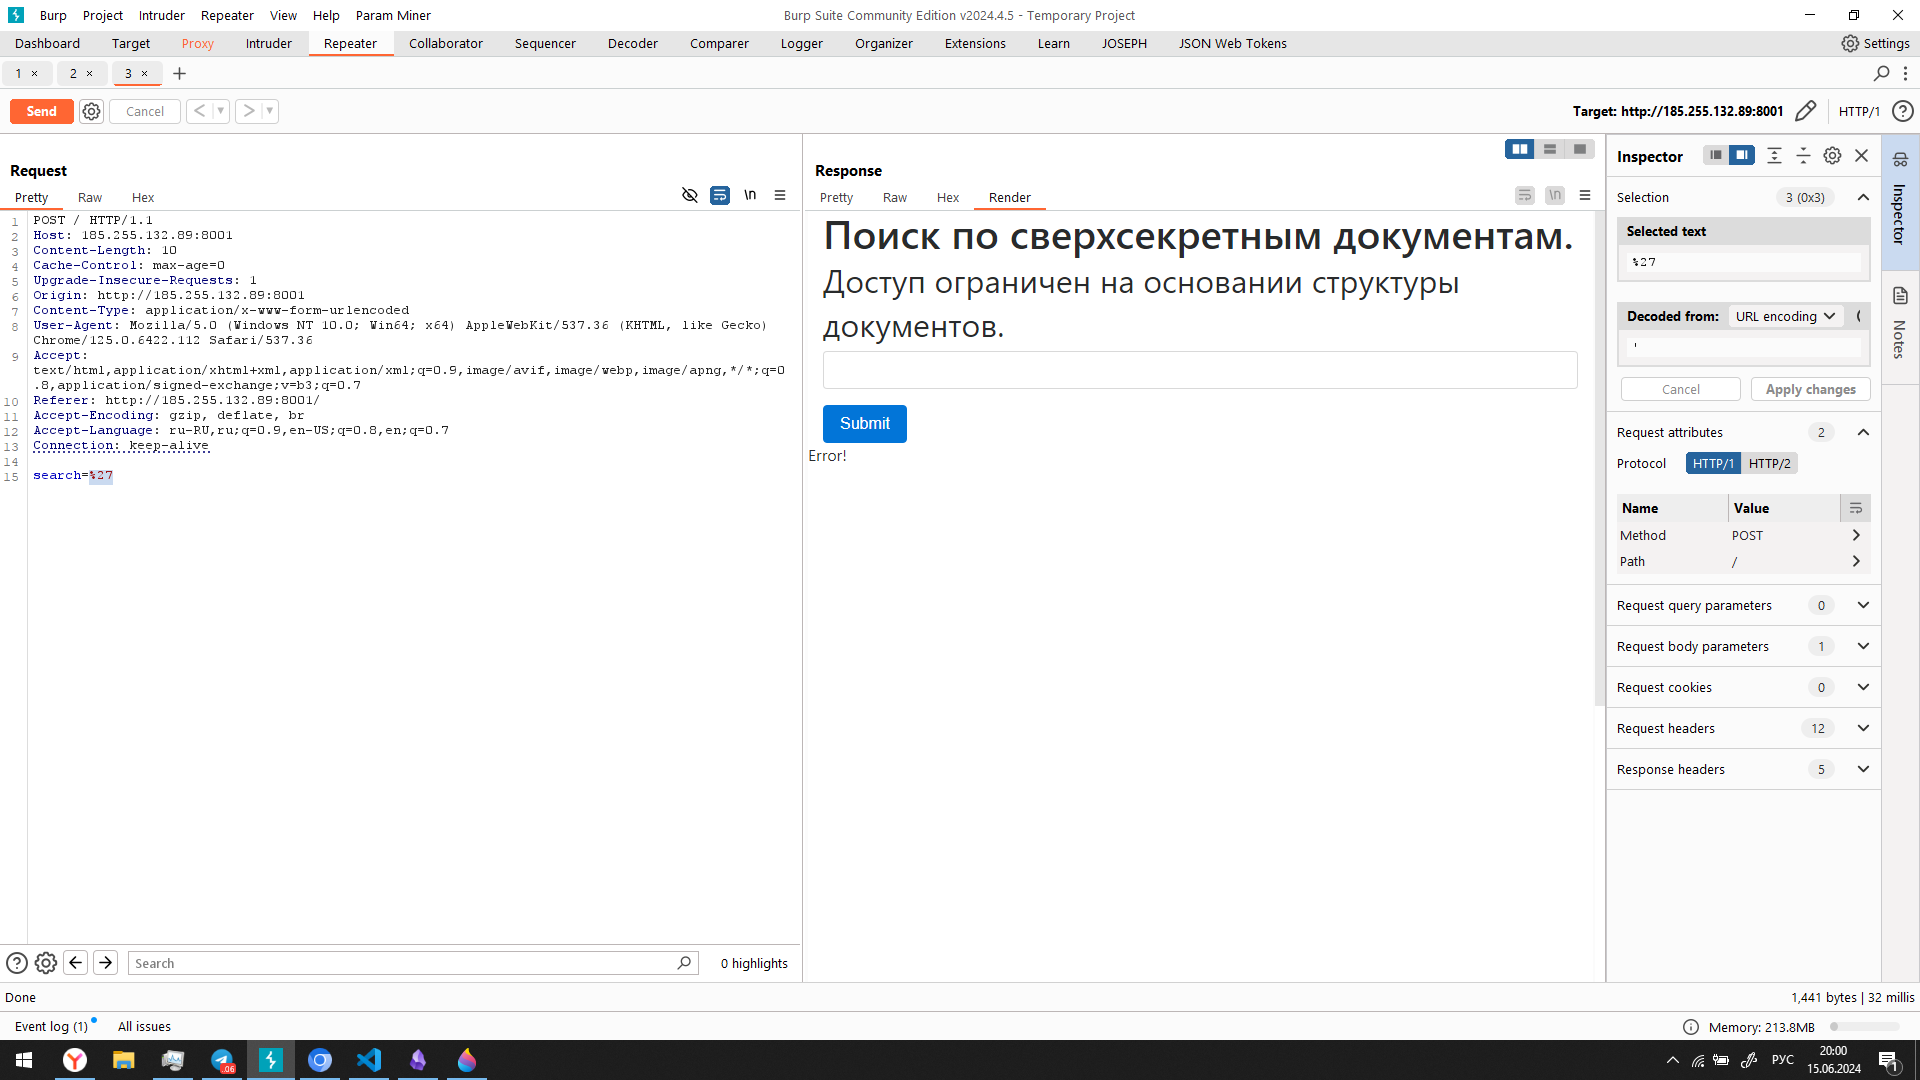 Burp Project Intruder Repeater View Help Param Miner
Burp Suite Community Edition v2024.4.5 - Temporary Project
Dashboard Target Proxy Intruder Repeater Collaborator Sequencer Decoder Comparer Logger Organizer Extensions Learn JOSEPH JSON Web Tokens Settings
1 × 2 × 3 × +
Send Cancel < >
Target: http://185.255.132.89:8001 HTTP/1
Request
Pretty Raw Hex \n
1 POST / HTTP/1.1
2 Host: 185.255.132.89:8001
3 Content-Length: 10
4 Cache-Control: max-age=0
5 Upgrade-Insecure-Requests: 1
6 Origin: http://185.255.132.89:8001
7 Content-Type: application/x-www-form-urlencoded
8 User-Agent: Mozilla/5.0 (Windows NT 10.0; Win64; x64) AppleWebKit/537.36 (KHTML, like Gecko)
Chrome/125.0.6422.112 Safari/537.36
9 Accept:
text/html,application/xhtml+xml,application/xml;q=0.9,image/avif,image/webp,image/apng,*/*;q=0
.8,application/signed-exchange;v=b3;q=0.7
10 Referer: http://185.255.132.89:8001/
11 Accept-Encoding: gzip, deflate, br
12 Accept-Language: ru-RU,ru;q=0.9,en-US;q=0.8,en;q=0.7
13 Connection: keep-alive
14
15 search=%27
Search
0 highlights
Response
Pretty Raw Hex Render \n
Поиск по сверхсекретным документам.
Доступ ограничен на основании структуры
документов.
Submit
Error!
Inspector
Selection 3 (0x3)
Selected text
%27
Decoded from: URL encoding
'
Cancel Apply changes
Request attributes 2
Protocol HTTP/1 HTTP/2
Name Value
Method POST
Path /
Request query parameters 0
Request body parameters 1
Request cookies 0
Request headers 12
Response headers 5
Inspector
Notes
Done
1,441 bytes | 32 millis
Event log (1) All issues
Memory: 213.8MB
.06
РУС
20:00
15.06.2024
1